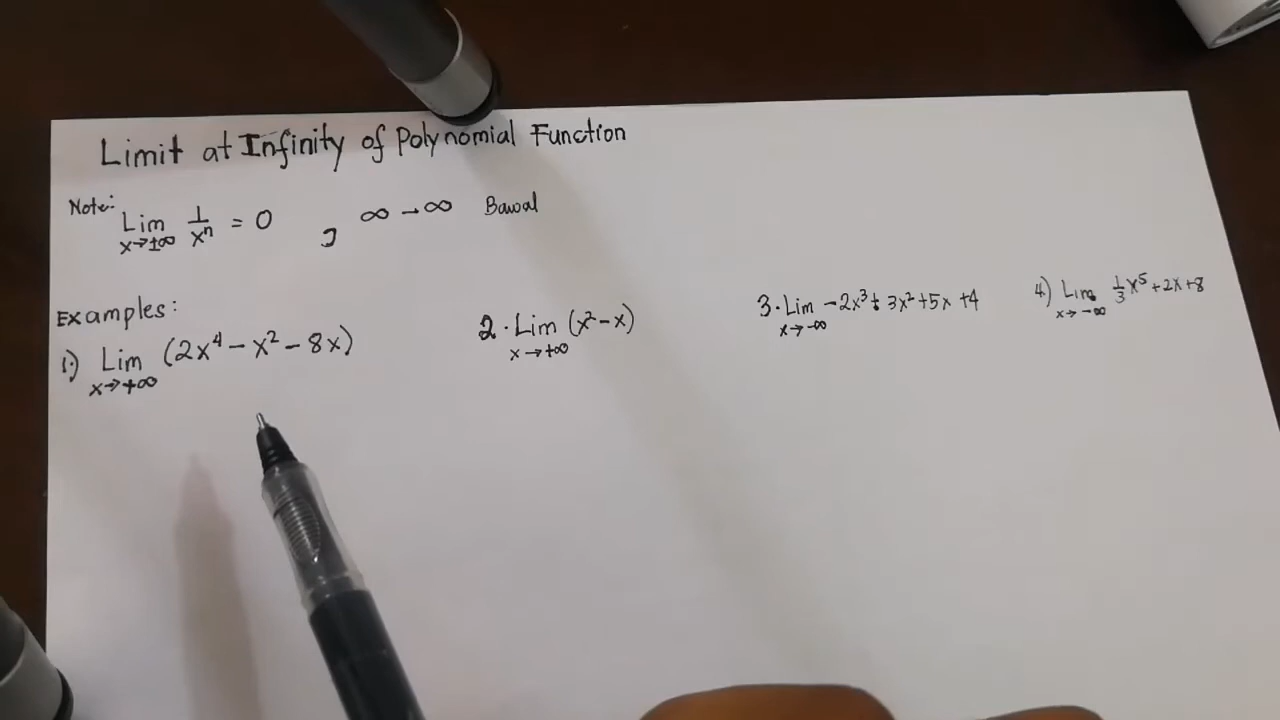 Limit at Infinity of Polynomial Function
Note: Lim x→±∞ 1/xⁿ = 0 , ∞ − ∞ Bawal
Examples:
1.) Lim x→+∞ (2x⁴ − x² − 8x)
2. Lim x→+∞ (x² − x)
3. Lim x→−∞ −2x³ + 3x² + 5x + 4
4.) Lim x→−∞ 1/3 x⁵ + 2x + 8